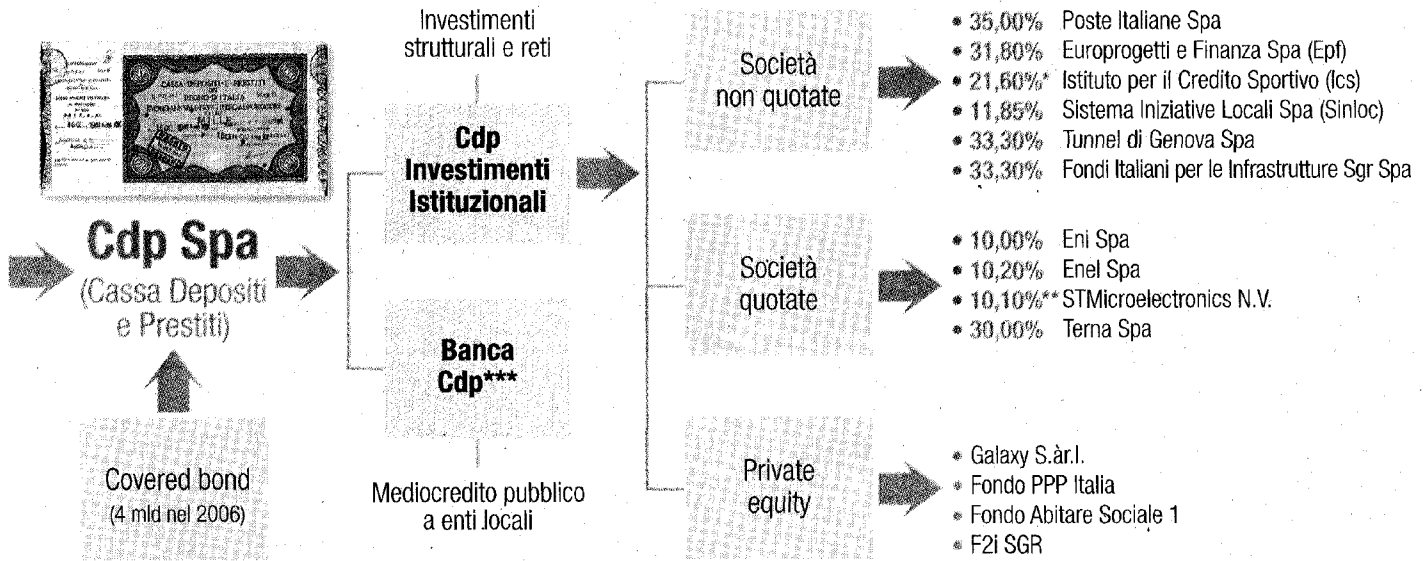 CASSA DEPOSITI E PRESTITI
REGNO D'ITALIA
Cdp Spa
(Cassa Depositi
e Prestiti)
Covered bond
(4 mld nel 2006)
Investimenti
strutturali e reti
Cdp
Investimenti
Istituzionali
Banca
Cdp***
Mediocredito pubblico
a enti locali
Società
non quotate
• 35,00% Poste Italiane Spa
• 31,80% Europrogetti e Finanza Spa (Epf)
• 21,60%* Istituto per il Credito Sportivo (Ics)
• 11,85% Sistema Iniziative Locali Spa (Sinloc)
• 33,30% Tunnel di Genova Spa
• 33,30% Fondi Italiani per le Infrastrutture Sgr Spa
Società
quotate
• 10,00% Eni Spa
• 10,20% Enel Spa
• 10,10%** STMicroelectronics N.V.
• 30,00% Terna Spa
Private
equity
• Galaxy S.àr.l.
• Fondo PPP Italia
• Fondo Abitare Sociale 1
• F2i SGR